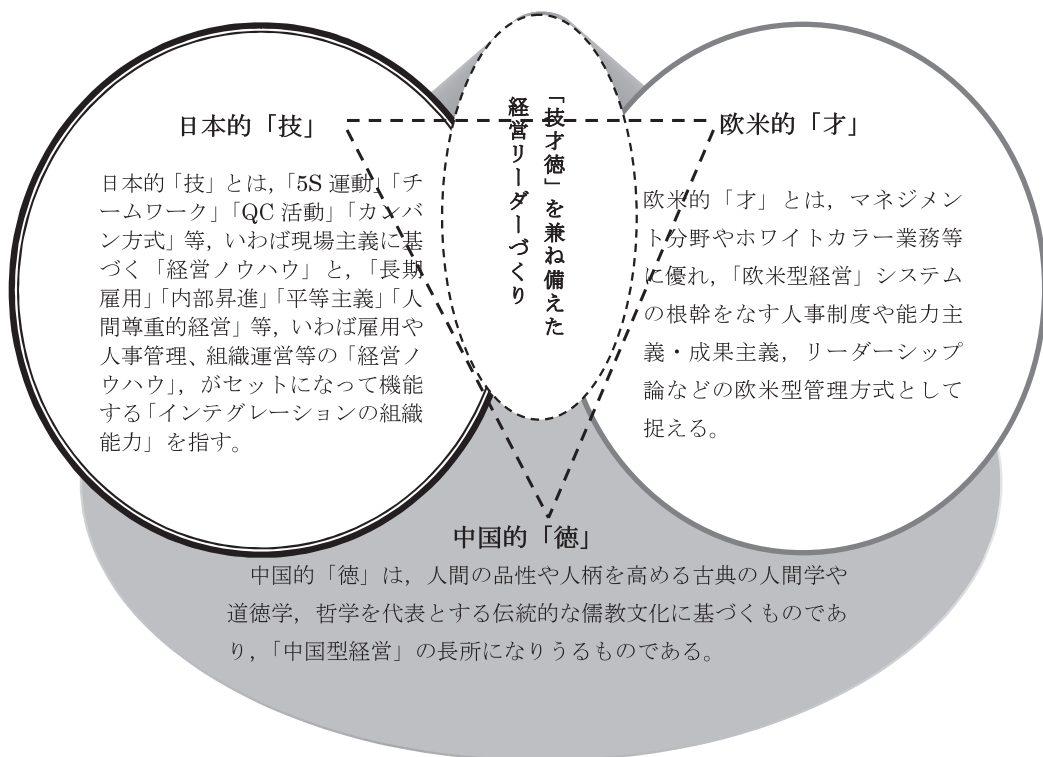 日本的「技」
日本的「技」とは，「5S 運動」「チ
ームワーク」「QC 活動」「カンバ
ン方式」等，いわば現場主義に基
づく「経営ノウハウ」と，「長期
雇用」「内部昇進」「平等主義」「人
間尊重的経営」等，いわば雇用や
人事管理、組織運営等の「経営ノ
ウハウ」，がセットになって機能
する「インテグレーションの組織
能力」を指す。
「技才徳」を兼ね備えた
経営リーダーづくり
欧米的「才」
欧米的「才」とは，マネジメン
ト分野やホワイトカラー業務等
に優れ，「欧米型経営」システム
の根幹をなす人事制度や能力主
義・成果主義，リーダーシップ
論などの欧米型管理方式として
捉える。
中国的「徳」
中国的「徳」は，人間の品性や人柄を高める古典の人間学や
道徳学，哲学を代表とする伝統的な儒教文化に基づくものであ
り，「中国型経営」の長所になりうるものである。